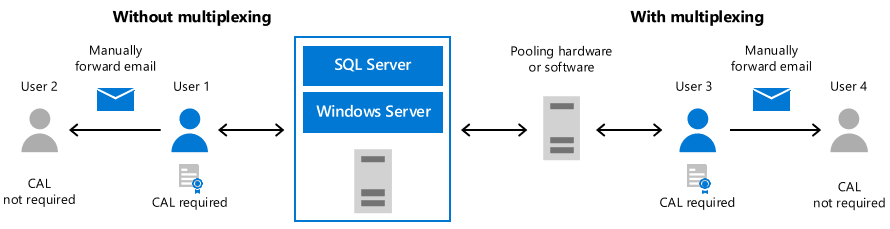 Without multiplexing
With multiplexing
Manually
forward email
User 2
User 1
SQL Server
Windows Server
Pooling hardware
or software
Manually
forward email
User 3
User 4
CAL
not required
CAL required
CAL required
CAL
not required